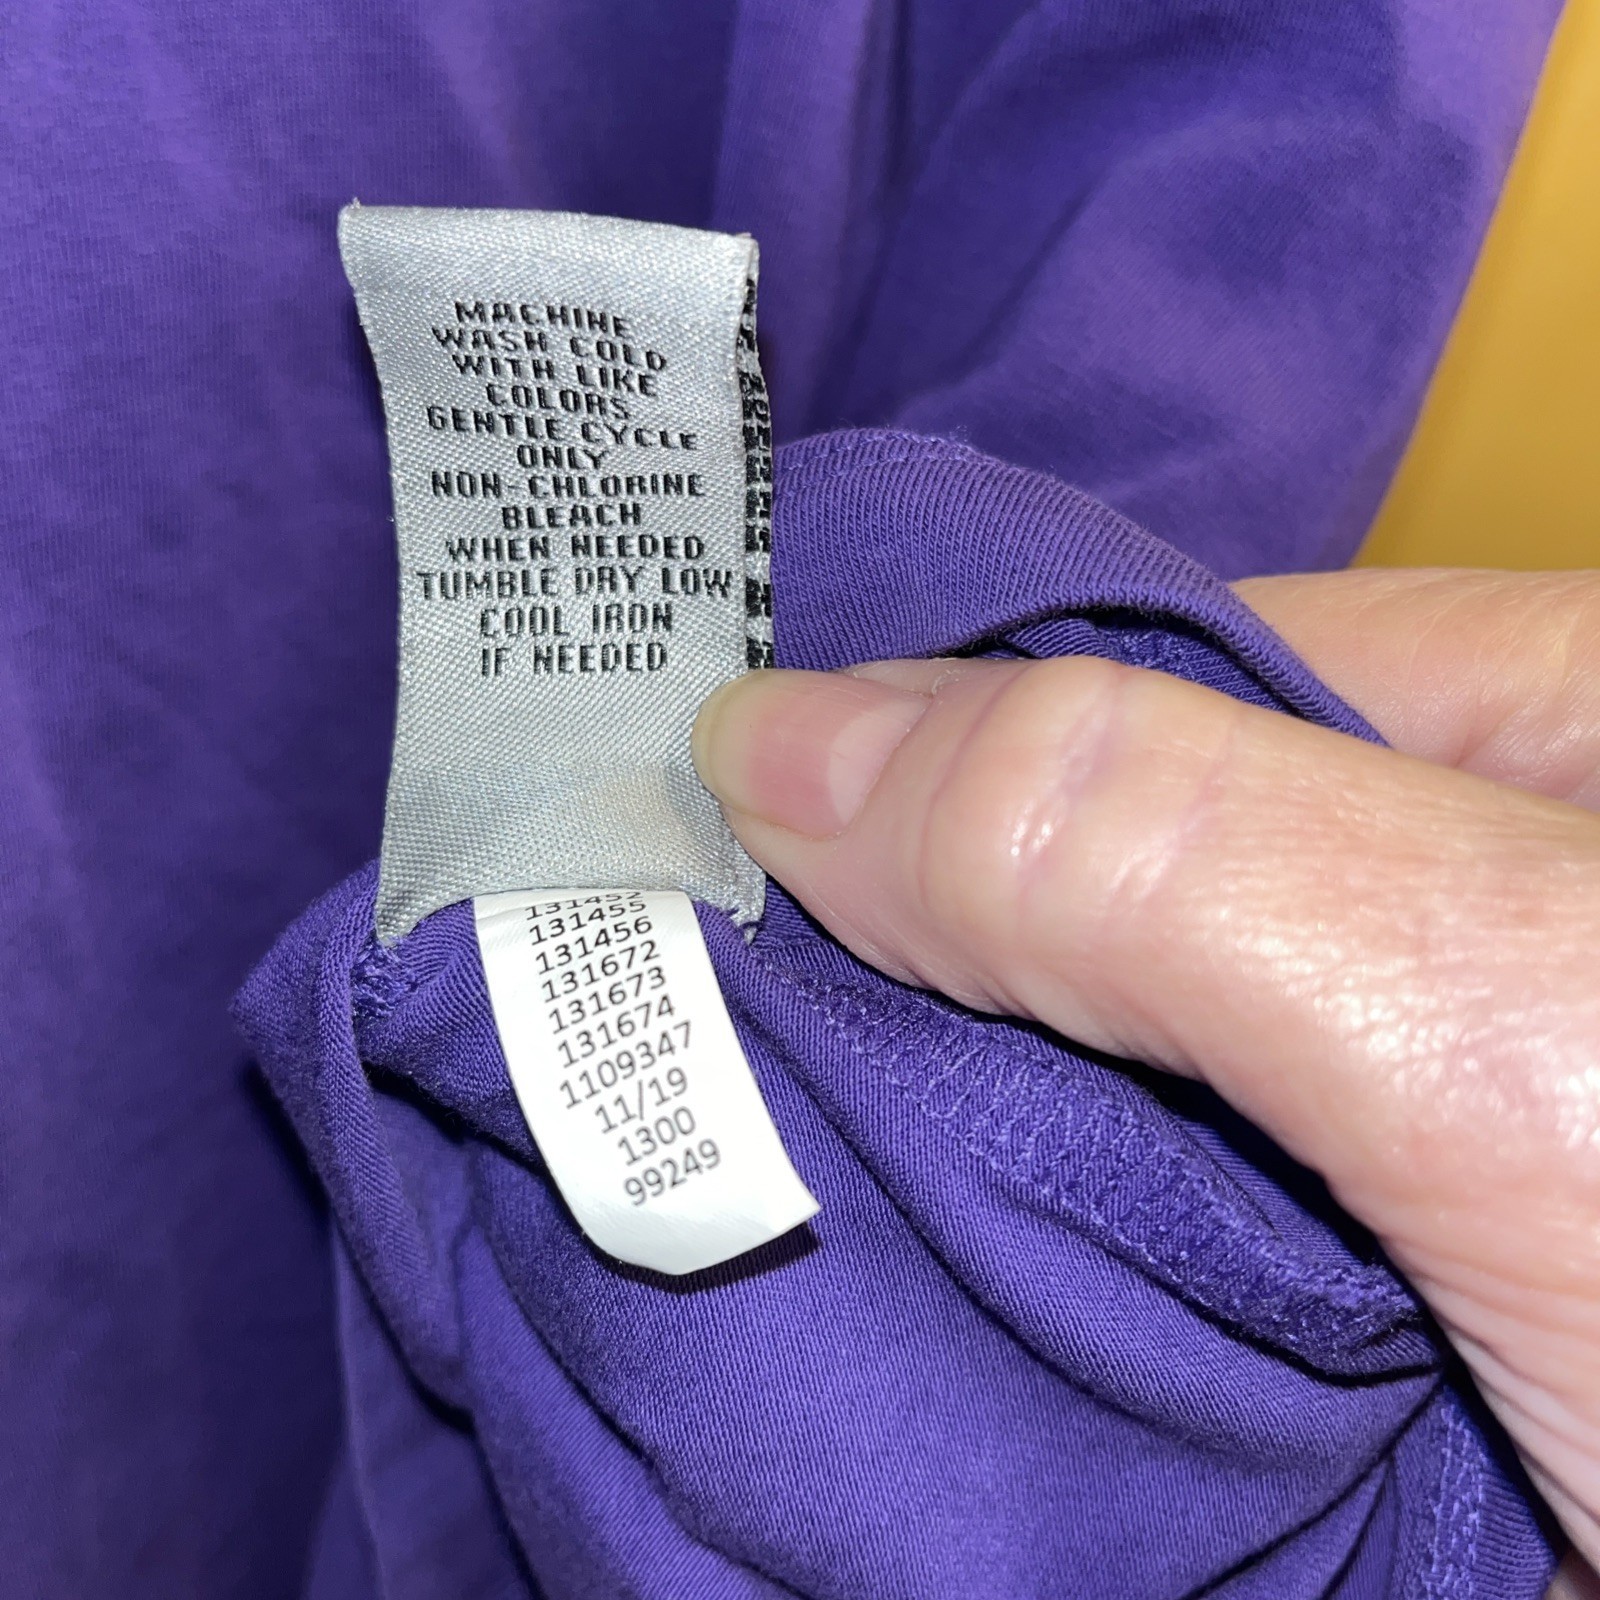 MACHINE
WASH COLD
WITH LIKE
COLORS
GENTLE CYCLE
ONLY
NON-CHLORINE
BLEACH
WHEN NEEDED
TUMBLE DRY LOW
COOL IRON
IF NEEDED
131452
131455
131456
131672
131673
131674
1109347
11/19
1300
99249